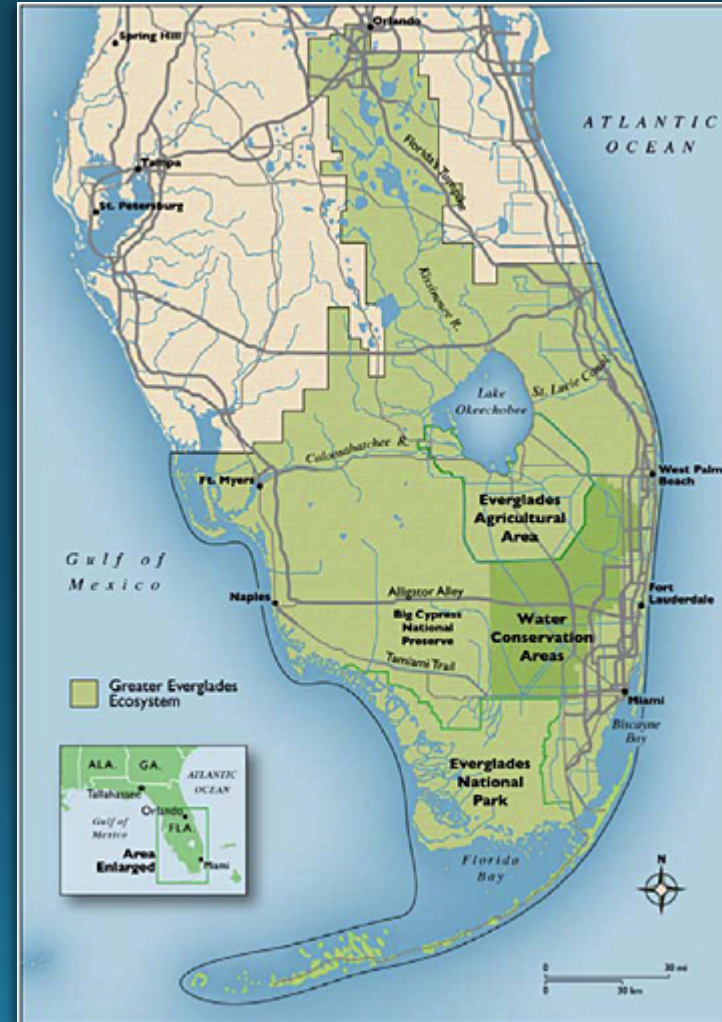 Orlando
Spring Hill
ATLANTIC
OCEAN
Tampa
Florida's Turnpike
St. Petersburg
Kissimmee R.
Lake
Okeechobee
St. Lucie Canal
Caloosahatchee R.
West Palm
Beach
Ft. Myers
Everglades
Agricultural
Area
Gulf of
Mexico
Naples
Alligator Alley
Fort
Lauderdale
Big Cypress
National
Preserve
Water
Conservation
Areas
Tamiami Trail
Greater Everglades
Ecosystem
Miami
Biscayne
Bay
Everglades
National
Park
ALA.
GA.
ATLANTIC
OCEAN
Tallahassee
Orlando
Gulf of
Mexico
FLA.
Area
Enlarged
Miami
Florida
Bay
N
0 30 mi
0 30 km